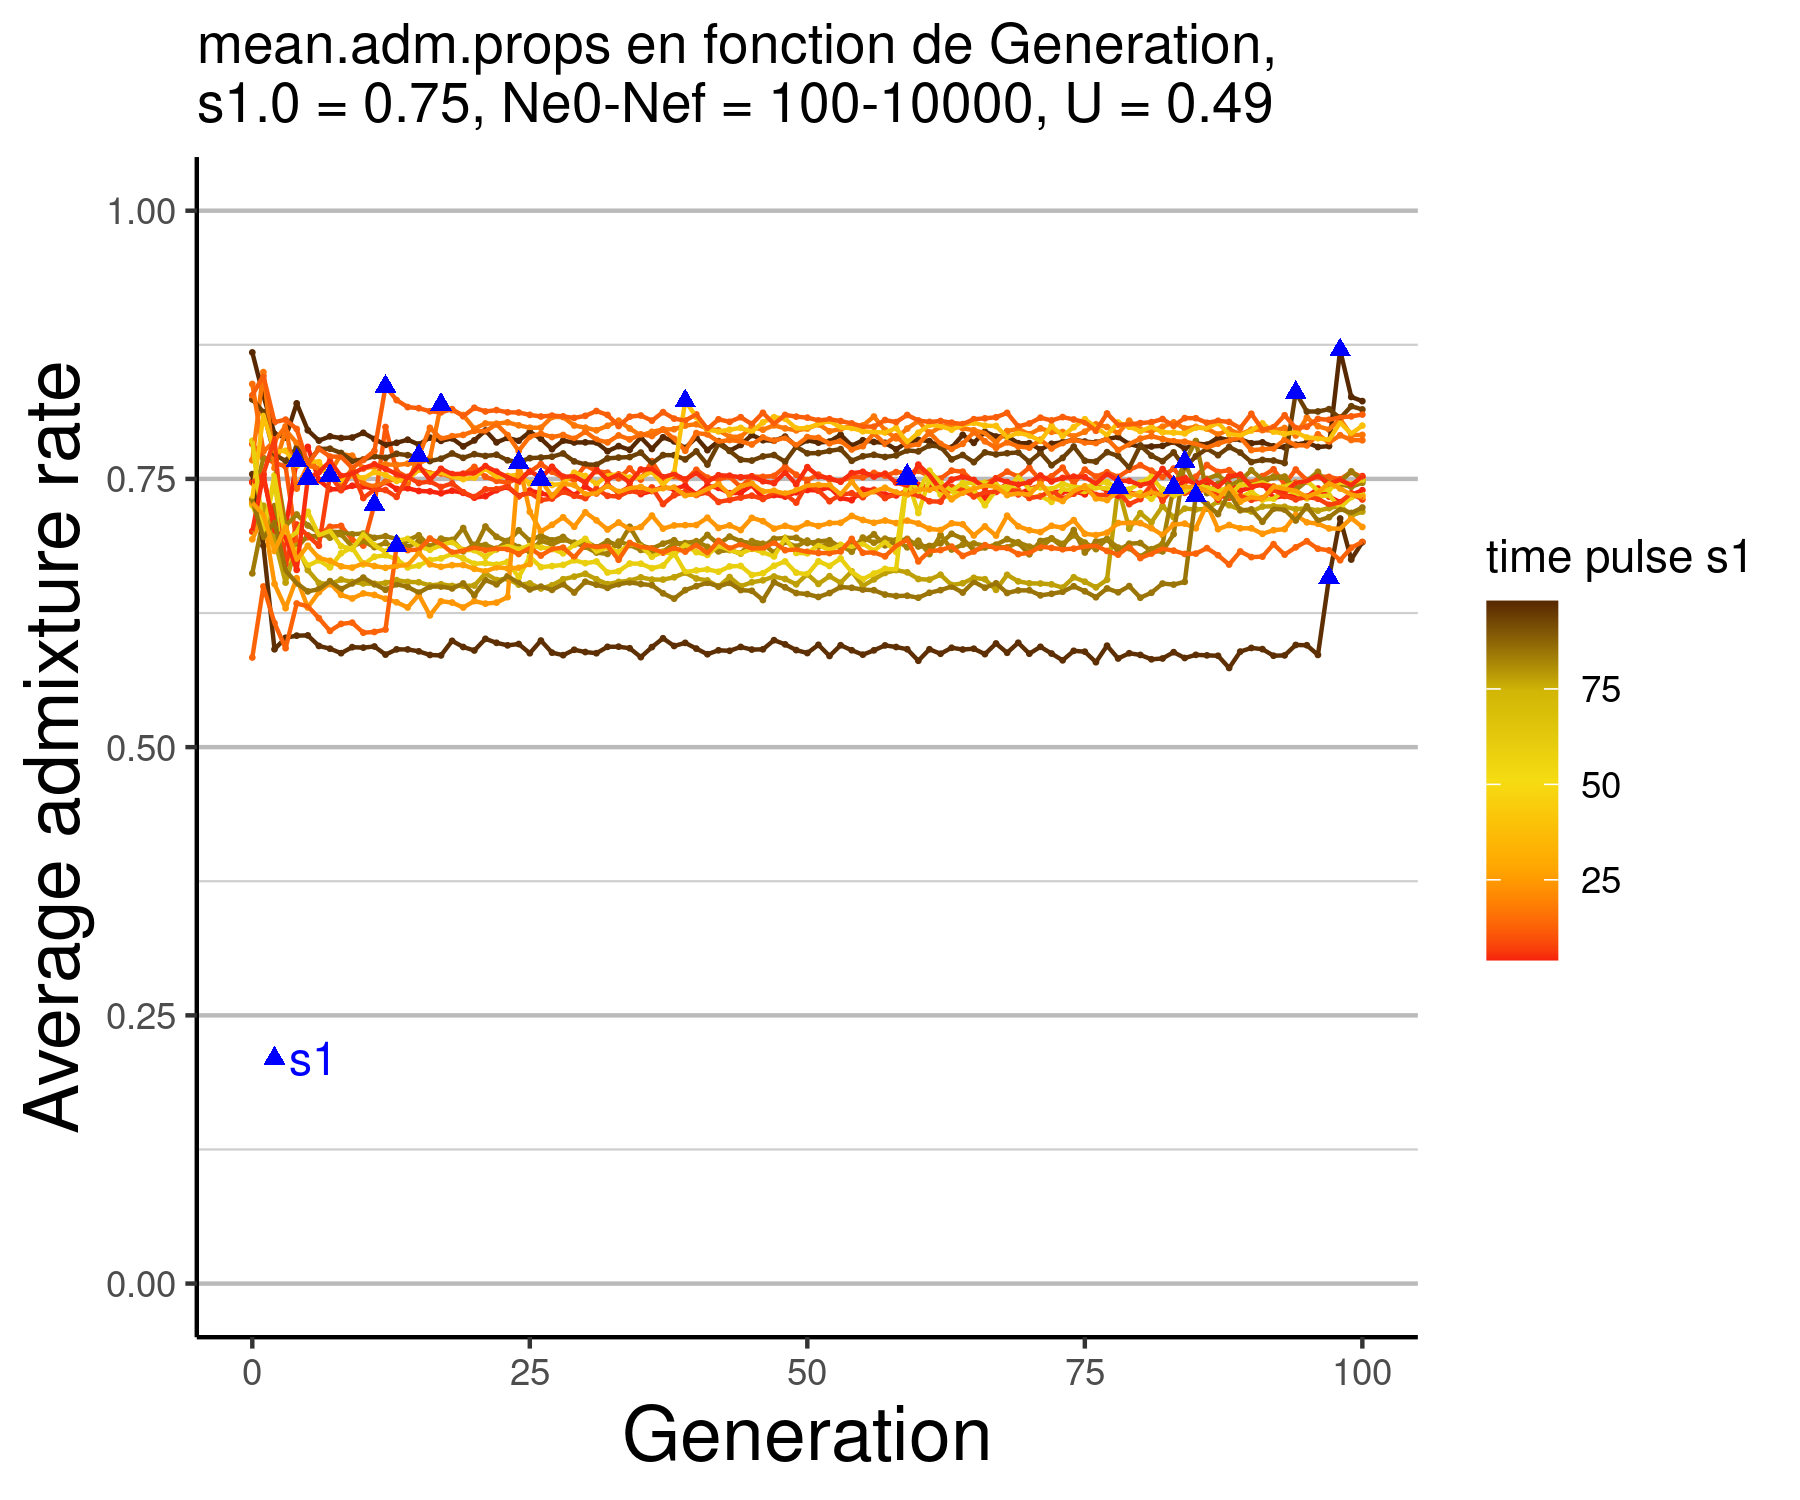 mean.adm.props en fonction de Generation,
s1.0 = 0.75, Ne0-Nef = 100-10000, U = 0.49
Average admixture rate
1.00
0.75
0.50
0.25
0.00
s1
0 25 50 75 100
Generation
time pulse s1
75
50
25